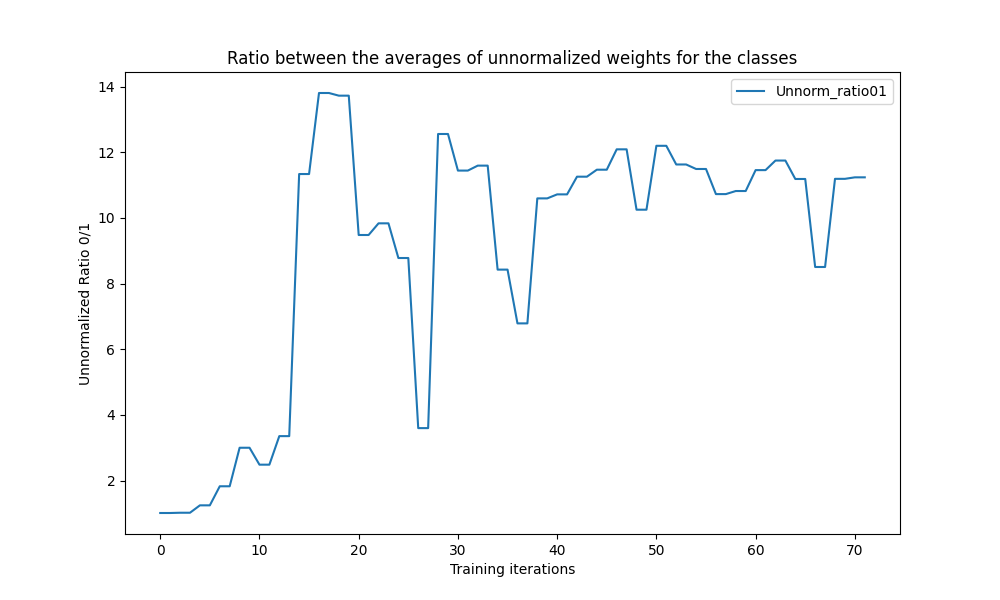 Ratio between the averages of unnormalized weights for the classes
Unnorm_ratio01
Unnormalized Ratio 0/1
14
12
10
8
6
4
2
0 10 20 30 40 50 60 70
Training iterations